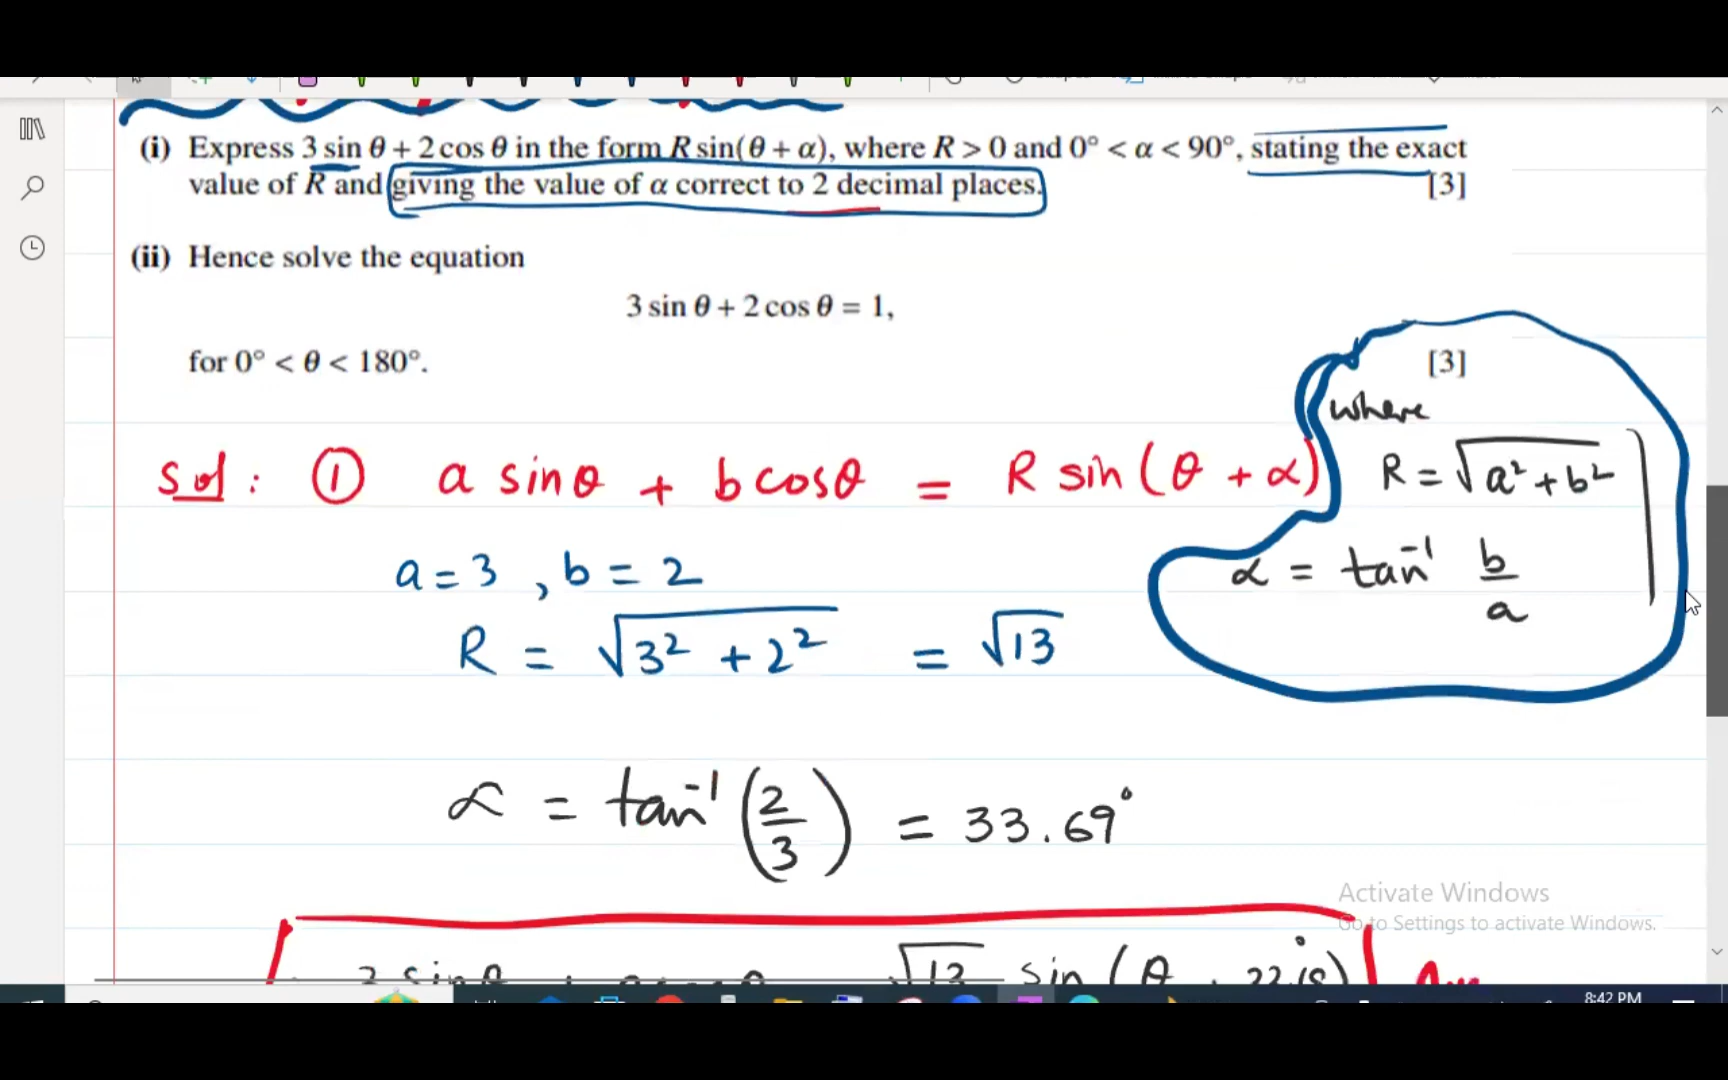 (i) Express 3 sin θ + 2 cos θ in the form R sin(θ + α), where R > 0 and 0° < α < 90°, stating the exact
value of R and giving the value of α correct to 2 decimal places. [3]
(ii) Hence solve the equation
3 sin θ + 2 cos θ = 1,
for 0° < θ < 180°. [3]
where
Sol: ① a sinθ + b cosθ = R sin(θ + α)
R = √a² + b²
α = tan⁻¹ b/a
a = 3, b = 2
R = √3² + 2² = √13
α = tan⁻¹ (2/3) = 33.69°
Activate Windows
Go to Settings to activate Windows.
√13 sin (θ
8:42 PM